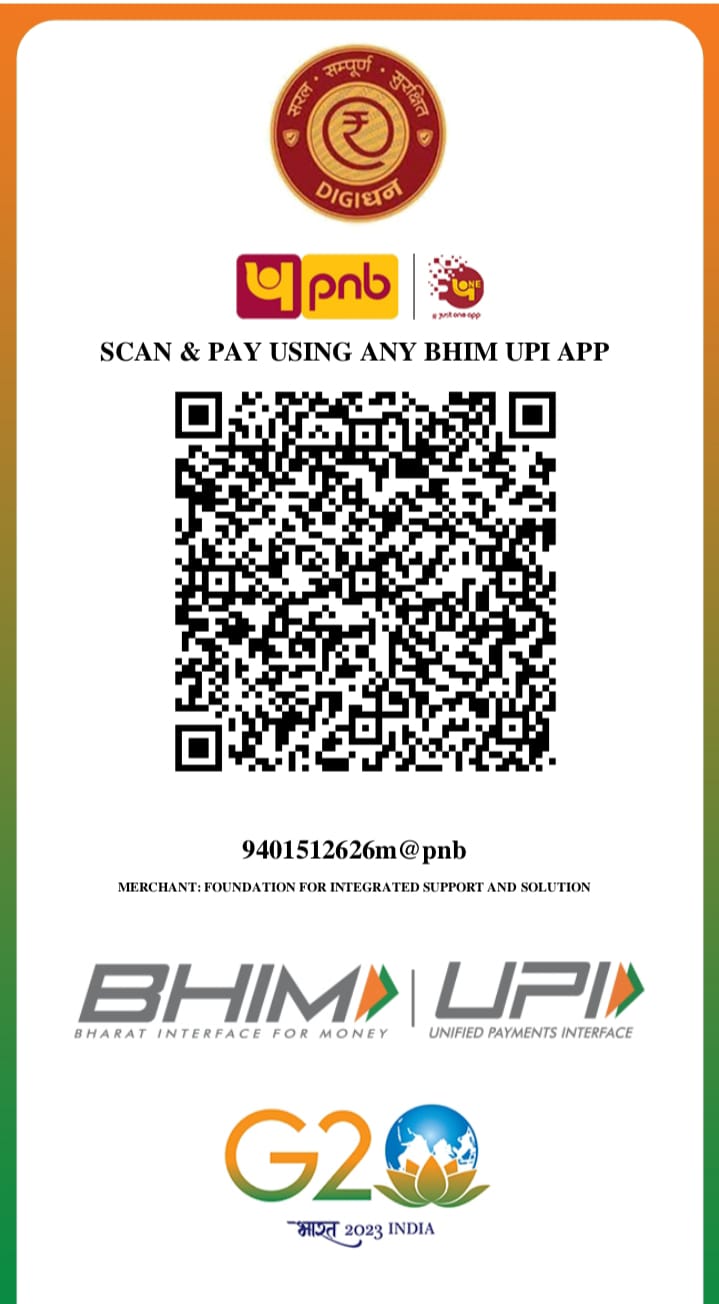 सरल • सम्पूर्ण • सुरक्षित
DIGIधन
pnb
ONE
just one app
SCAN & PAY USING ANY BHIM UPI APP
9401512626m@pnb
MERCHANT: FOUNDATION FOR INTEGRATED SUPPORT AND SOLUTION
BHIM UPI
BHARAT INTERFACE FOR MONEY UNIFIED PAYMENTS INTERFACE
G20
भारत 2023 INDIA